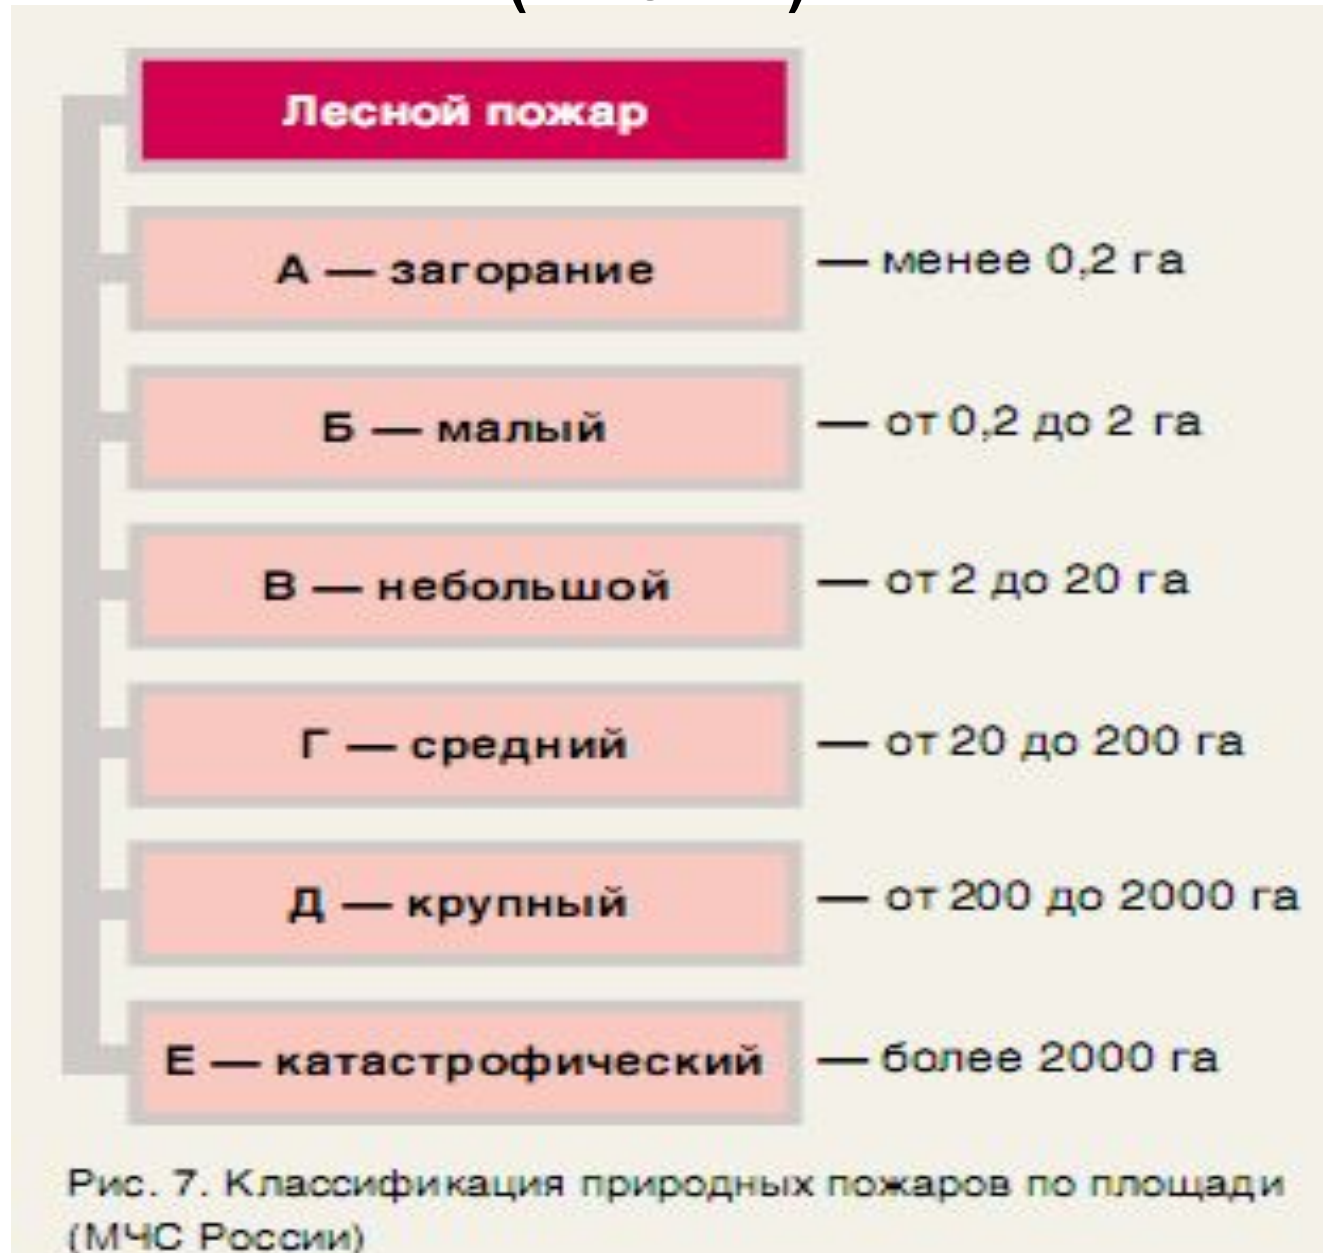 Лесной пожар
А — загорание — менее 0,2 га
Б — малый — от 0,2 до 2 га
В — небольшой — от 2 до 20 га
Г — средний — от 20 до 200 га
Д — крупный — от 200 до 2000 га
Е — катастрофический — более 2000 га
Рис. 7. Классификация природных пожаров по площади
(МЧС России)